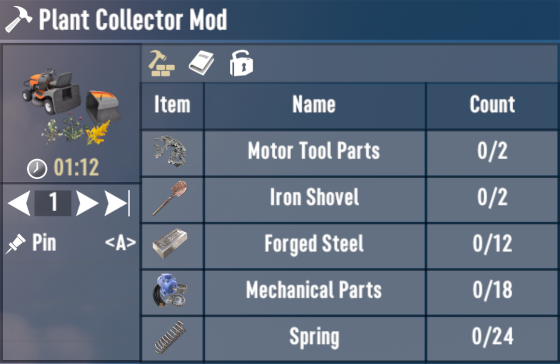 Plant Collector Mod
Item Name Count
Motor Tool Parts 0/2
01:12
Iron Shovel 0/2
1
Pin <A>
Forged Steel 0/12
Mechanical Parts 0/18
Spring 0/24